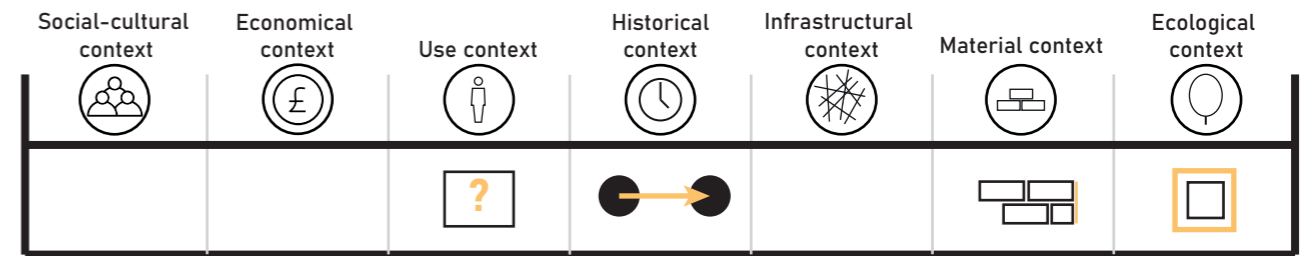 Social-cultural
context
Economical
context
Use context
Historical
context
Infrastructural
context
Material context
Ecological
context
£
?